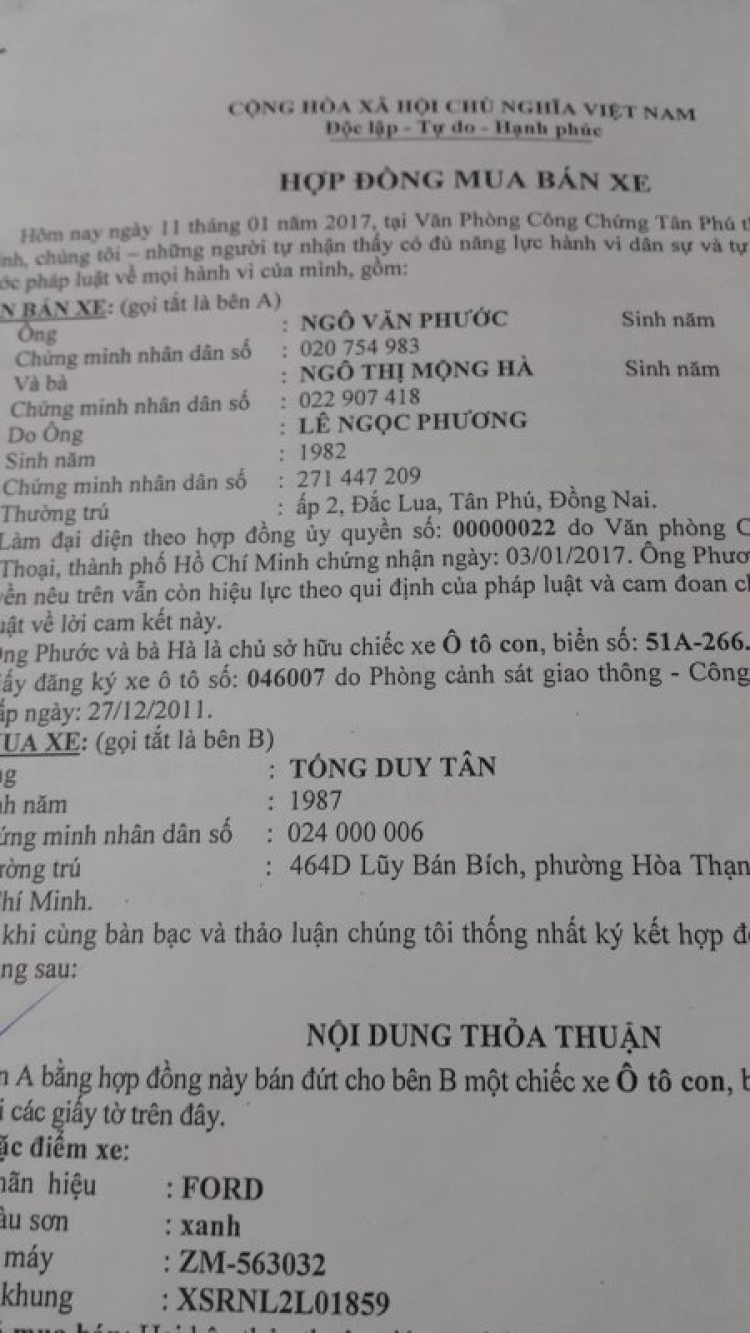 CỘNG HÒA XÃ HỘI CHỦ NGHĨA VIỆT NAM
Độc lập - Tự do - Hạnh phúc
HỢP ĐỒNG MUA BÁN XE
Hôm nay ngày 11 tháng 01 năm 2017, tại Văn Phòng Công Chứng Tân Phú
chúng tôi – những người tự nhận thấy có đủ năng lực hành vi dân sự và tự
pháp luật về mọi hành vi của mình, gồm:
BÁN XE: (gọi tắt là bên A)
Ông : NGÔ VĂN PHƯỚC Sinh năm
Chứng minh nhân dân số : 020 754 983
Và bà : NGÔ THỊ MỘNG HÀ Sinh năm
Chứng minh nhân dân số : 022 907 418
Do Ông : LÊ NGỌC PHƯƠNG
Sinh năm : 1982
Chứng minh nhân dân số : 271 447 209
Thường trú : ấp 2, Đắc Lua, Tân Phú, Đồng Nai.
Làm đại diện theo hợp đồng ủy quyền số: 00000022 do Văn phòng
Thoại, thành phố Hồ Chí Minh chứng nhận ngày: 03/01/2017. Ông
nêu trên vẫn còn hiệu lực theo qui định của pháp luật và cam đoan
về lời cam kết này.
Phước và bà Hà là chủ sở hữu chiếc xe Ô tô con, biển số: 51A-266.
đăng ký xe ô tô số: 046007 do Phòng cảnh sát giao thông - Công
ngày: 27/12/2011.
XE: (gọi tắt là bên B)
: TÓNG DUY TÂN
năm : 1987
minh nhân dân số : 024 000 006
trú : 464D Lũy Bán Bích, phường Hòa Thạn
Minh.
khi cùng bàn bạc và thảo luận chúng tôi thống nhất ký kết hợp
sau:
NỘI DUNG THỎA THUẬN
A bằng hợp đồng này bán đứt cho bên B một chiếc xe Ô tô con,
các giấy tờ trên đây.
điểm xe:
hiệu : FORD
sơn : xanh
máy : ZM-563032
khung : XSRNL2L01859